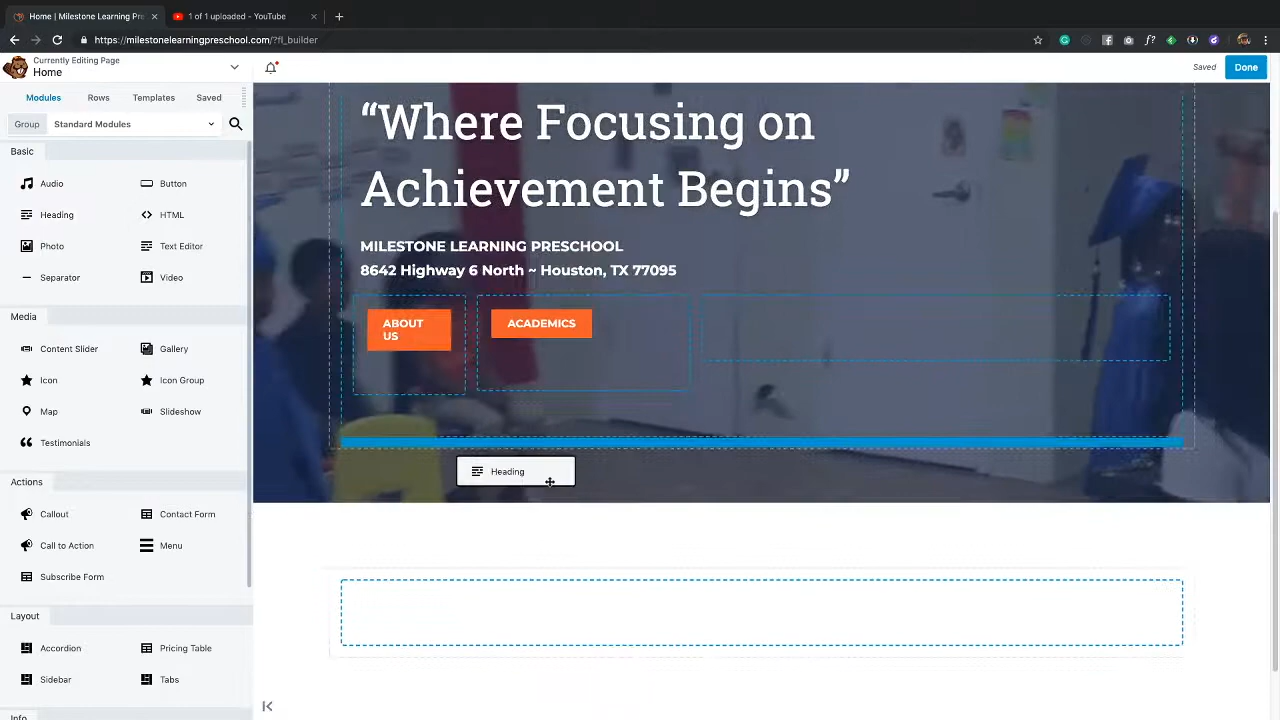 Home | Milestone Learning Pre
1 of 1 uploaded - YouTube
https://milestonelearningpreschool.com/?fl_builder
Currently Editing Page
Home
Saved
Done
Modules
Rows
Templates
Saved
Group
Standard Modules
Basic
Audio
Button
Heading
HTML
Photo
Text Editor
Separator
Video
Media
Content Slider
Gallery
Icon
Icon Group
Map
Slideshow
Testimonials
Actions
Callout
Contact Form
Call to Action
Menu
Subscribe Form
Layout
Accordion
Pricing Table
Sidebar
Tabs
Info
“Where Focusing on
Achievement Begins”
MILESTONE LEARNING PRESCHOOL
8642 Highway 6 North ~ Houston, TX 77095
ABOUT
US
ACADEMICS
Heading